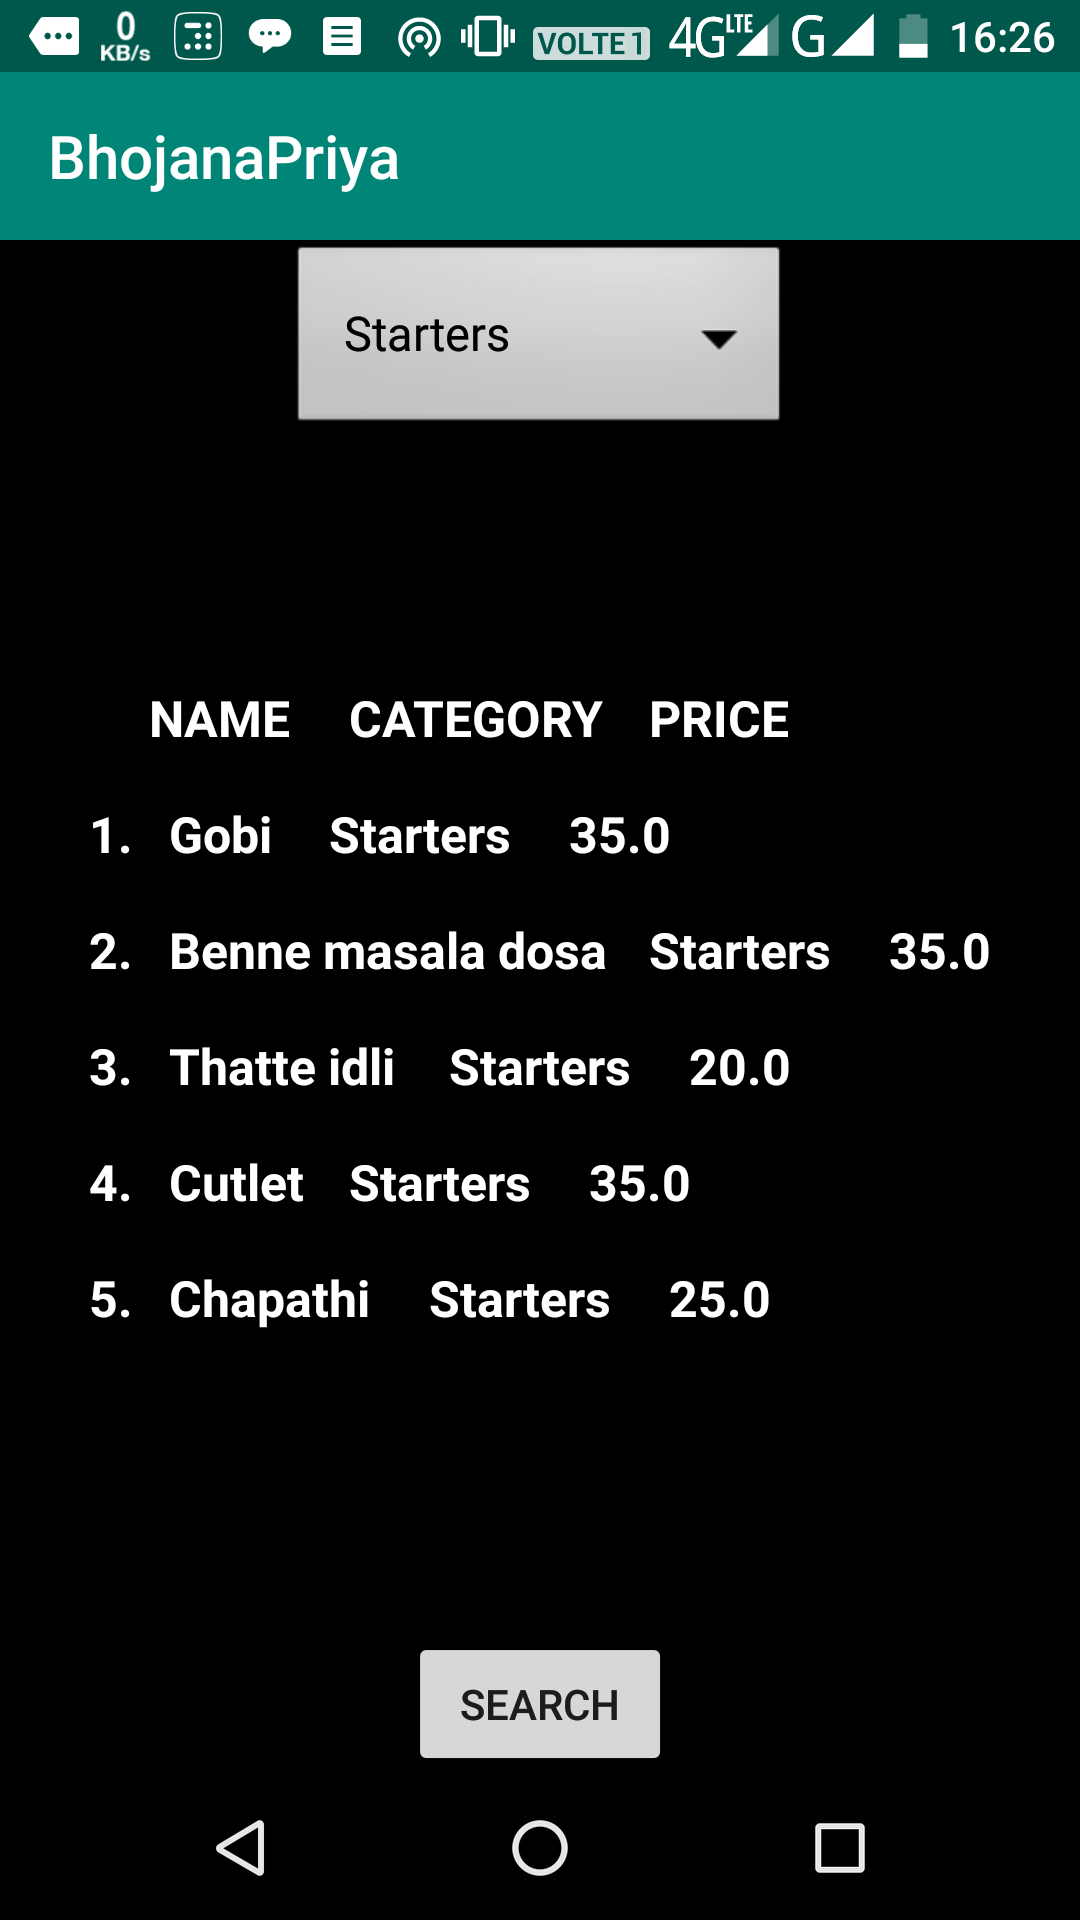 0 KB/s VOLTE 1 4G LTE G 16:26
BhojanaPriya
Starters
NAME CATEGORY PRICE
1. Gobi Starters 35.0
2. Benne masala dosa Starters 35.0
3. Thatte idli Starters 20.0
4. Cutlet Starters 35.0
5. Chapathi Starters 25.0
SEARCH